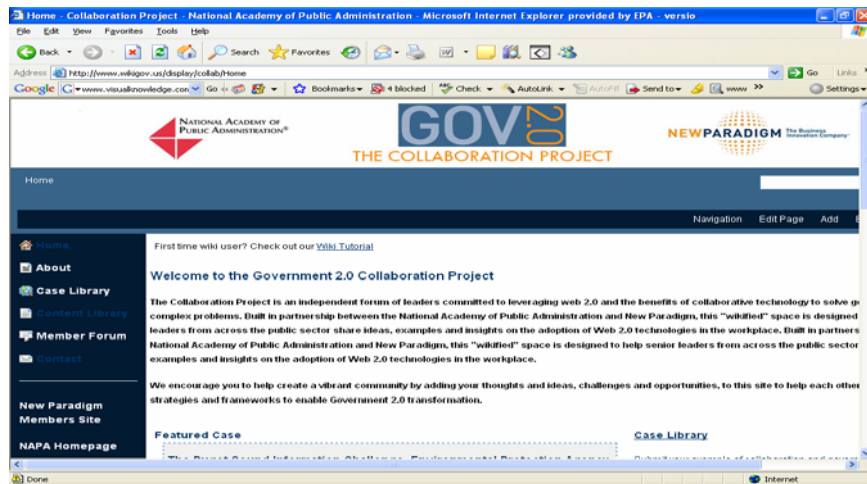 Home - Collaboration Project - National Academy of Public Administration - Microsoft Internet Explorer provided by EPA - versio
File Edit View Favorites Tools Help
Back Search Favorites
Address http://www.wikigov.us/display/collab/Home Go Links
Google www.visualknowledge.con Go Bookmarks 4 blocked Check AutoLink AutoFill Send to www Settings
NATIONAL ACADEMY OF
PUBLIC ADMINISTRATION®
GOV 2.0
THE COLLABORATION PROJECT
NEWPARADIGM The Business
Innovation Company
Home
Navigation Edit Page Add
Home
About
Case Library
Content Library
Member Forum
Contact
New Paradigm
Members Site
NAPA Homepage
First time wiki user? Check out our Wiki Tutorial
Welcome to the Government 2.0 Collaboration Project
The Collaboration Project is an independent forum of leaders committed to leveraging web 2.0 and the benefits of collaborative technology to solve g
complex problems. Built in partnership between the National Academy of Public Administration and New Paradigm, this "wikified" space is designed
leaders from across the public sector share ideas, examples and insights on the adoption of Web 2.0 technologies in the workplace. Built in partners
National Academy of Public Administration and New Paradigm, this "wikified" space is designed to help senior leaders from across the public sector
examples and insights on the adoption of Web 2.0 technologies in the workplace.
We encourage you to help create a vibrant community by adding your thoughts and ideas, challenges and opportunities, to this site to help each other
strategies and frameworks to enable Government 2.0 transformation.
Featured Case
The Puget Sound Information Challenge, Environmental Protection Agency
Case Library
Done Internet